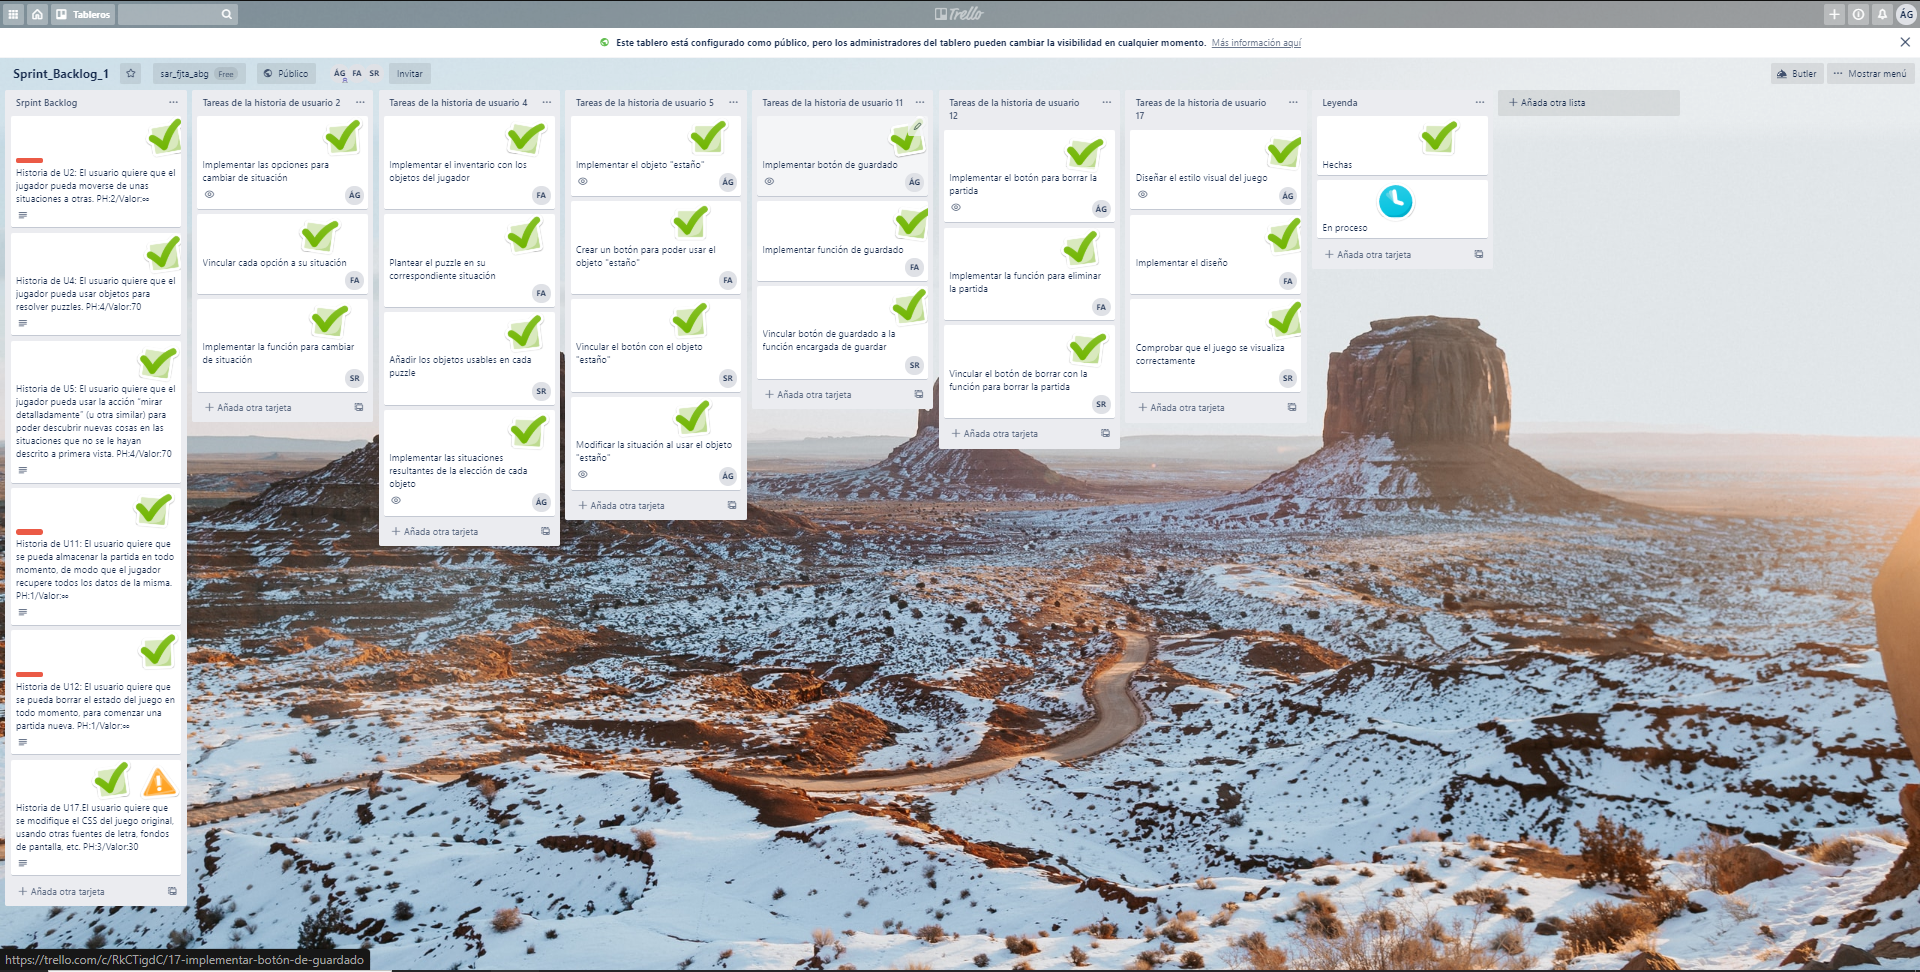 Tableros
Trello
ÁG
Este tablero está configurado como público, pero los administradores del tablero pueden cambiar la visibilidad en cualquier momento. Más información aquí
Sprint_Backlog_1
sar_fjta_abg Free
Público
ÁG FA SR
Invitar
Butler
Mostrar menú
Srpint Backlog
Historia de U2: El usuario quiere que el
jugador pueda moverse de unas
situaciones a otras. PH:2/Valor:∞
Historia de U4: El usuario quiere que el
jugador pueda usar objetos para
resolver puzzles. PH:4/Valor:70
Historia de U5: El usuario quiere que el
jugador pueda usar la acción "mirar
detalladamente" (u otra similar) para
poder descubrir nuevas cosas en las
situaciones que no se le hayan
descrito a primera vista. PH:4/Valor:70
Historia de U11: El usuario quiere que
se pueda almacenar la partida en todo
momento, de modo que el jugador
recupere todos los datos de la misma.
PH:1/Valor:∞
Historia de U12: El usuario quiere que
se pueda borrar el estado del juego en
todo momento, para comenzar una
partida nueva. PH:1/Valor:∞
Historia de U17.El usuario quiere que
se modifique el CSS del juego original,
usando otras fuentes de letra, fondos
de pantalla, etc. PH:3/Valor:30
+ Añada otra tarjeta
Tareas de la historia de usuario 2
Implementar las opciones para
cambiar de situación
ÁG
Vincular cada opción a su situación
FA
Implementar la función para cambiar
de situación
SR
+ Añada otra tarjeta
Tareas de la historia de usuario 4
Implementar el inventario con los
objetos del jugador
FA
Plantear el puzzle en su
correspondiente situación
FA
Añadir los objetos usables en cada
puzzle
SR
Implementar las situaciones
resultantes de la elección de cada
objeto
ÁG
+ Añada otra tarjeta
Tareas de la historia de usuario 5
Implementar el objeto "estaño"
ÁG
Crear un botón para poder usar el
objeto "estaño"
FA
Vincular el botón con el objeto
"estaño"
SR
Modificar la situación al usar el objeto
"estaño"
ÁG
+ Añada otra tarjeta
Tareas de la historia de usuario 11
Implementar botón de guardado
ÁG
Implementar función de guardado
FA
Vincular botón de guardado a la
función encargada de guardar
SR
+ Añada otra tarjeta
Tareas de la historia de usuario
12
Implementar el botón para borrar la
partida
ÁG
Implementar la función para eliminar
la partida
FA
Vincular el botón de borrar con la
función para borrar la partida
SR
+ Añada otra tarjeta
Tareas de la historia de usuario
17
Diseñar el estilo visual del juego
ÁG
Implementar el diseño
FA
Comprobar que el juego se visualiza
correctamente
SR
+ Añada otra tarjeta
Leyenda
Hechas
En proceso
+ Añada otra tarjeta
+ Añada otra lista
https://trello.com/c/RkCTigdC/17-implementar-botón-de-guardado